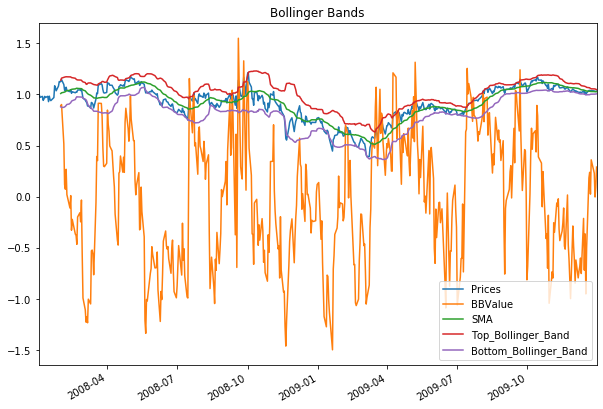 Bollinger Bands
1.5
1.0
0.5
0.0
−0.5
−1.0
−1.5
2008-04
2008-07
2008-10
2009-01
2009-04
2009-07
2009-10
Prices
BBValue
SMA
Top_Bollinger_Band
Bottom_Bollinger_Band